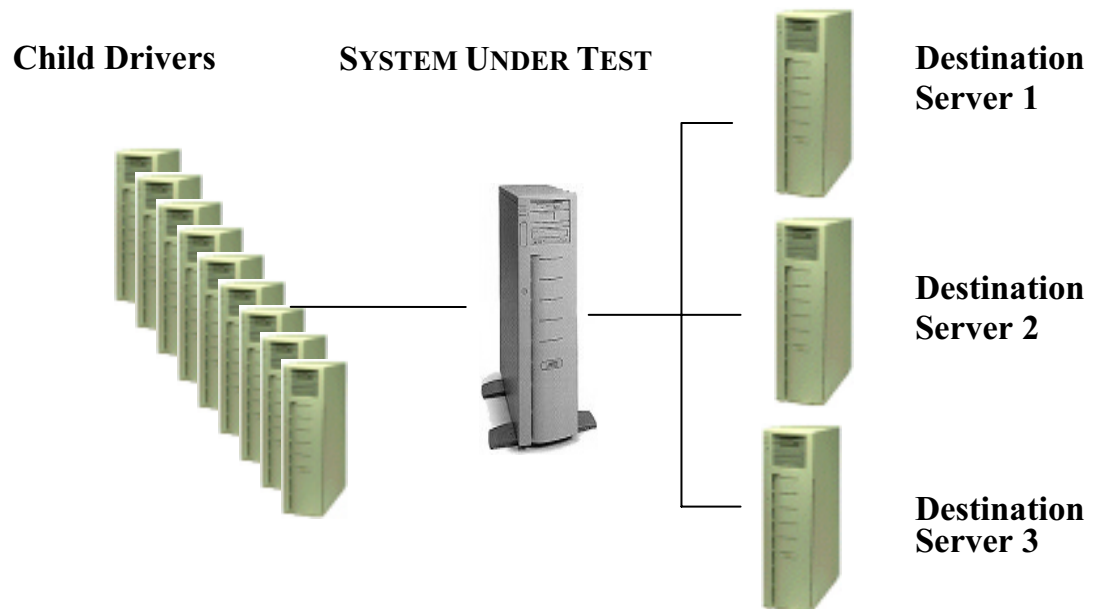 Child Drivers
SYSTEM UNDER TEST
Destination
Server 1
Destination
Server 2
Destination
Server 3